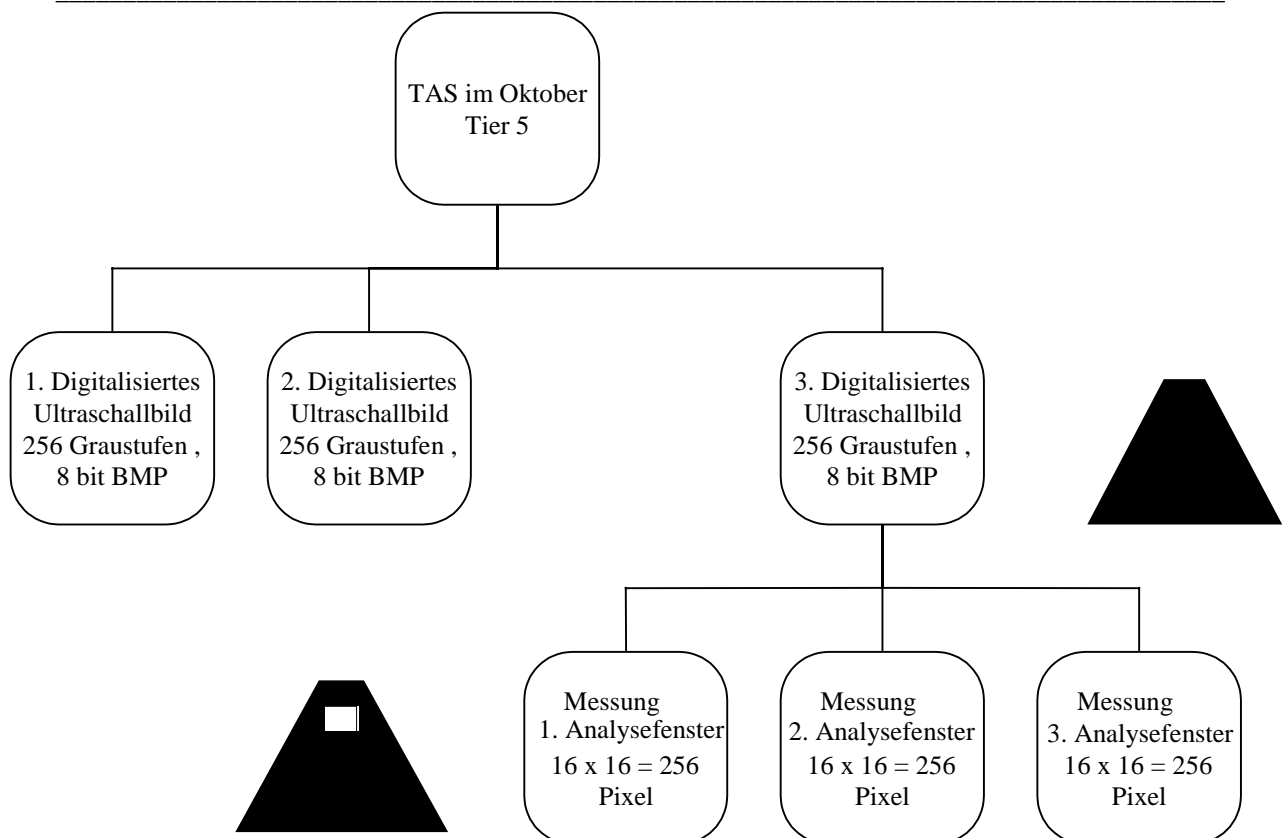 TAS im Oktober
Tier 5
1. Digitalisiertes
Ultraschallbild
256 Graustufen ,
8 bit BMP
2. Digitalisiertes
Ultraschallbild
256 Graustufen ,
8 bit BMP
3. Digitalisiertes
Ultraschallbild
256 Graustufen ,
8 bit BMP
Messung
1. Analysefenster
16 x 16 = 256
Pixel
Messung
2. Analysefenster
16 x 16 = 256
Pixel
Messung
3. Analysefenster
16 x 16 = 256
Pixel